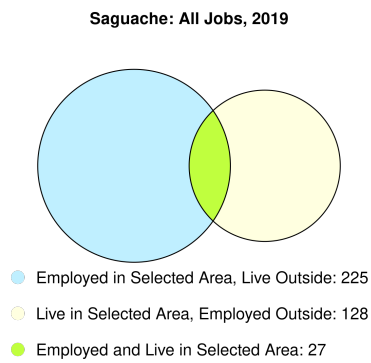 Saguache: All Jobs, 2019
Employed in Selected Area, Live Outside: 225
Live in Selected Area, Employed Outside: 128
Employed and Live in Selected Area: 27